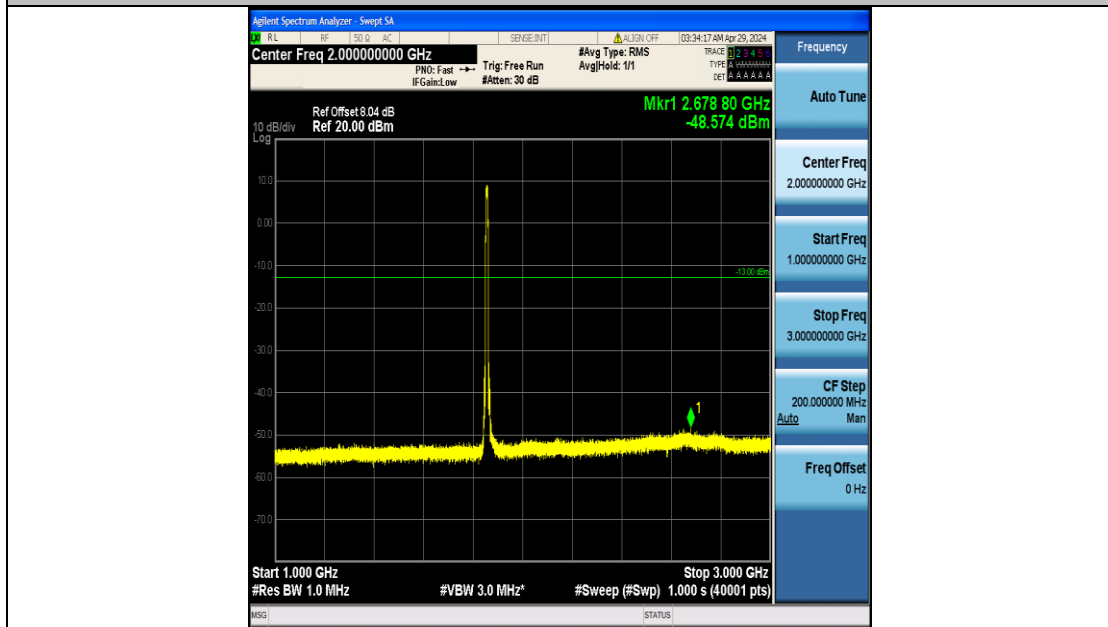 Agilent Spectrum Analyzer - Swept SA
RL RF 50 Ω AC SENSE:INT ALIGN OFF 03:34:17 AM Apr 29, 2024
Center Freq 2.000000000 GHz
PNO: Fast
IFGain:Low
Trig: Free Run
#Atten: 30 dB
#Avg Type: RMS
Avg|Hold: 1/1
TRACE 1 2 3 4 5 6
TYPE A
DET A A A A A A
Frequency
Auto Tune
Center Freq
2.000000000 GHz
Start Freq
1.000000000 GHz
Stop Freq
3.000000000 GHz
CF Step
200.000000 MHz
Auto Man
Freq Offset
0 Hz
Mkr1 2.678 80 GHz
-48.574 dBm
Ref Offset 8.04 dB
10 dB/div Ref 20.00 dBm
Log
10.0
0.00
-10.0
-13.00 dBm
-20.0
-30.0
-40.0
1
-50.0
-60.0
-70.0
Start 1.000 GHz Stop 3.000 GHz
#Res BW 1.0 MHz #VBW 3.0 MHz* #Sweep (#Swp) 1.000 s (40001 pts)
MSG STATUS